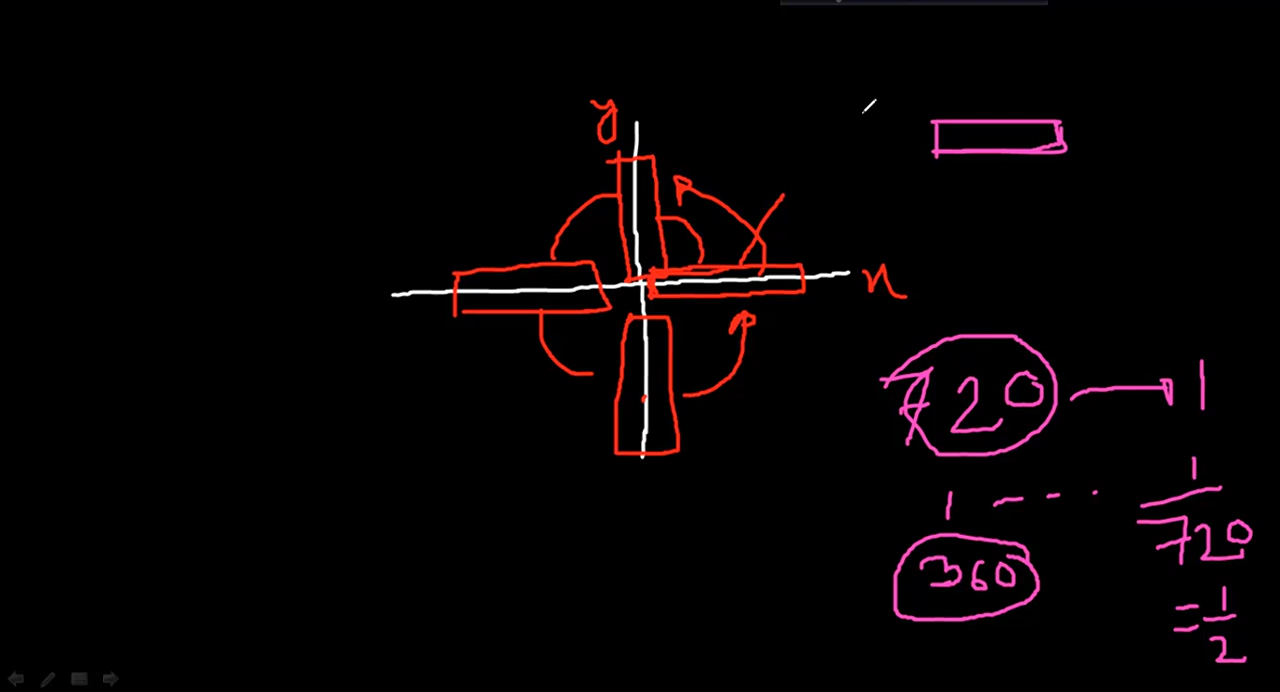 y
x
720 → 1
1 - - - 1/720
360
= 1/2